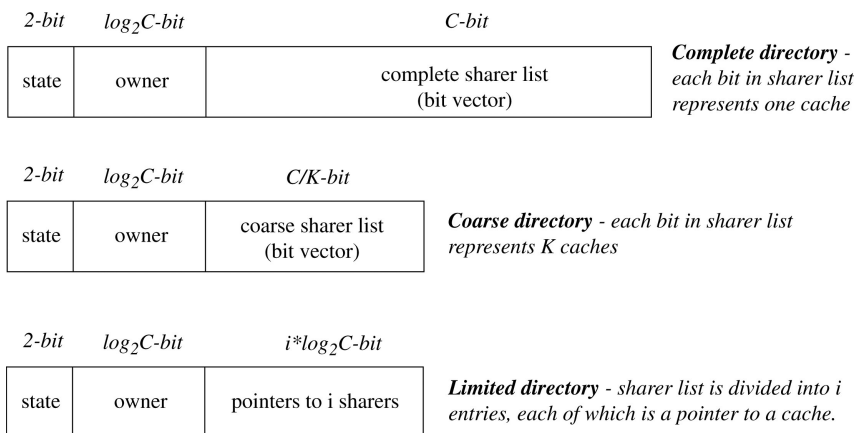 2-bit log₂C-bit C-bit
state owner complete sharer list
(bit vector)
Complete directory -
each bit in sharer list
represents one cache
2-bit log₂C-bit C/K-bit
state owner coarse sharer list
(bit vector)
Coarse directory - each bit in sharer list
represents K caches
2-bit log₂C-bit i*log₂C-bit
state owner pointers to i sharers
Limited directory - sharer list is divided into i
entries, each of which is a pointer to a cache.